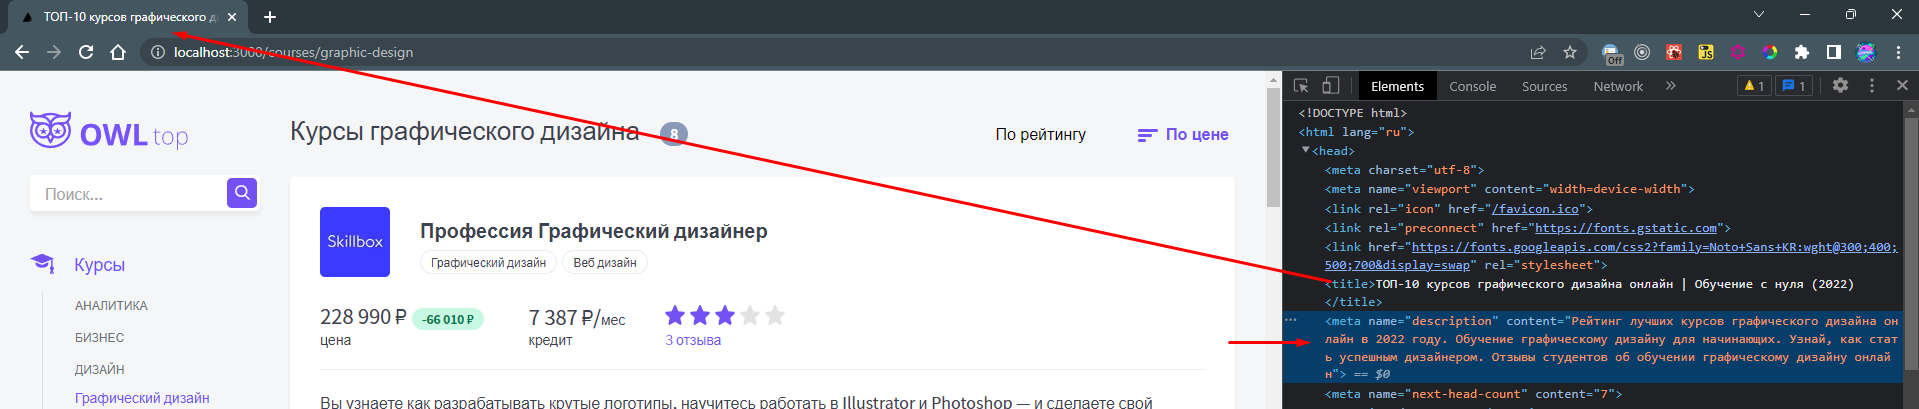 ТОП-10 курсов графического д
localhost:3000/courses/graphic-design
Off
JS
OWL top
Поиск...
Курсы
АНАЛИТИКА
БИЗНЕС
ДИЗАЙН
Графический дизайн
Курсы графического дизайна 8
По рейтингу
По цене
Skillbox
Профессия Графический дизайнер
Графический дизайн
Веб дизайн
228 990 ₽ -66 010 ₽
цена
7 387 ₽/мес
кредит
3 отзыва
Вы узнаете как разрабатывать крутые логотипы, научитесь работать в Illustrator и Photoshop — и сделаете свой
Elements Console Sources Network » 1 1
<!DOCTYPE html>
<html lang="ru">
<head>
<meta charset="utf-8">
<meta name="viewport" content="width=device-width">
<link rel="icon" href="/favicon.ico">
<link rel="preconnect" href="https://fonts.gstatic.com">
<link href="https://fonts.googleapis.com/css2?family=Noto+Sans+KR:wght@300;400;
500;700&display=swap" rel="stylesheet">
<title>ТОП-10 курсов графического дизайна онлайн | Обучение с нуля (2022)
</title>
<meta name="description" content="Рейтинг лучших курсов графического дизайна он
лайн в 2022 году. Обучение графическому дизайну для начинающих. Узнай, как стат
ь успешным дизайнером. Отзывы студентов об обучении графическому дизайну онлай
н"> == $0
<meta name="next-head-count" content="7">